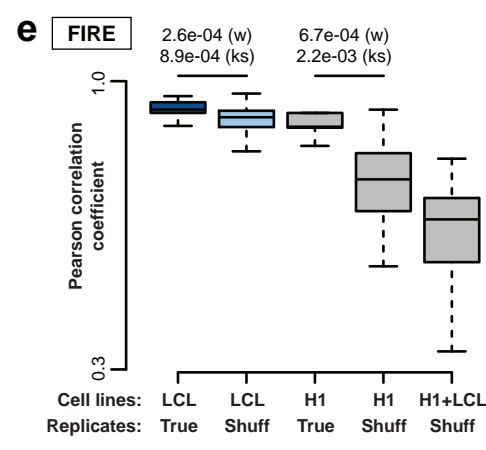 e FIRE
2.6e-04 (w) 6.7e-04 (w)
8.9e-04 (ks) 2.2e-03 (ks)
1.0
Pearson correlation
coefficient
0.3
Cell lines: LCL LCL H1 H1 H1+LCL
Replicates: True Shuff True Shuff Shuff